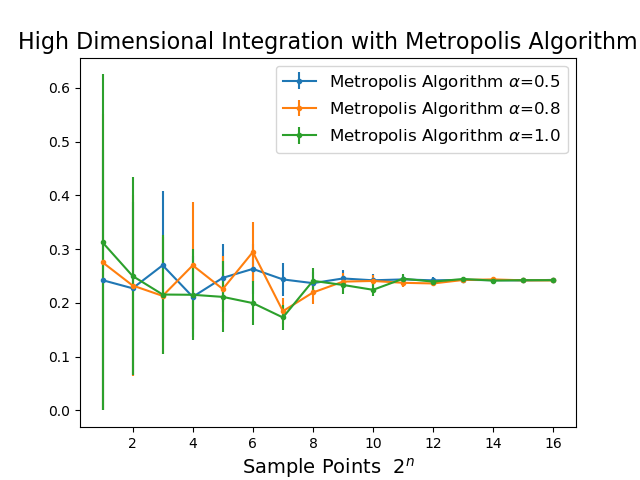 High Dimensional Integration with Metropolis Algorithm
Metropolis Algorithm α=0.5
Metropolis Algorithm α=0.8
Metropolis Algorithm α=1.0
0.6
0.5
0.4
0.3
0.2
0.1
0.0
2 4 6 8 10 12 14 16
Sample Points 2ⁿ